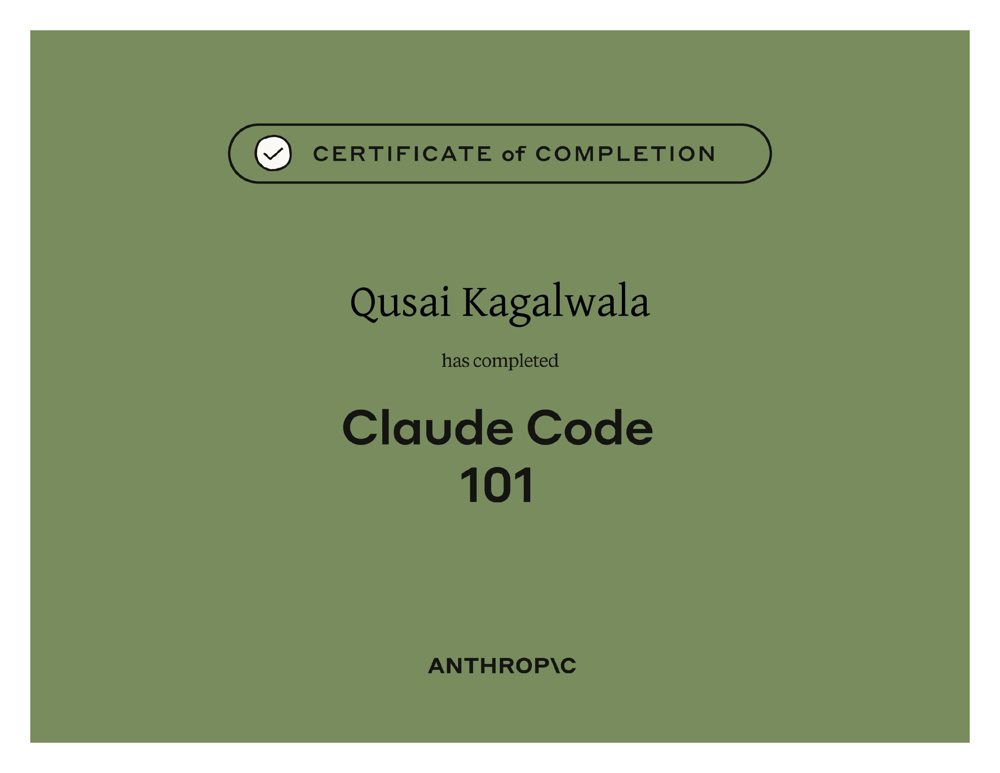 CERTIFICATE of COMPLETION
Qusai Kagalwala
has completed
Claude Code
101
ANTHROP\C